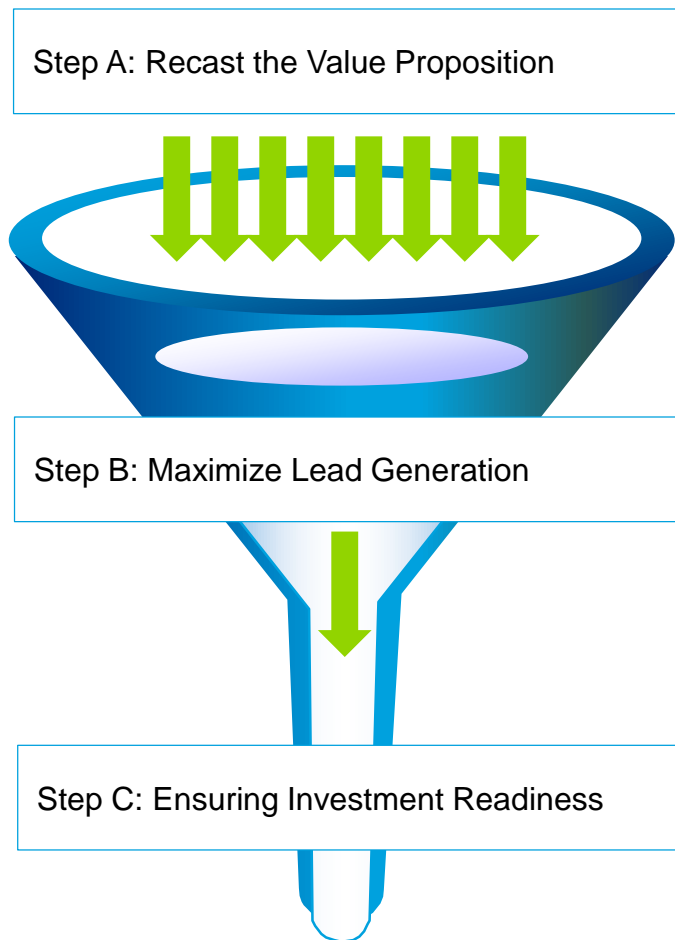 Step A: Recast the Value Proposition
Step B: Maximize Lead Generation
Step C: Ensuring Investment Readiness